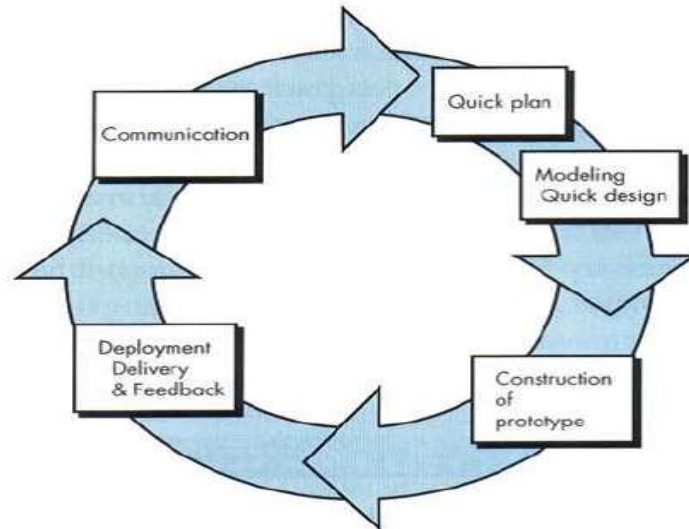 Communication
Quick plan
Modeling
Quick design
Construction
of
prototype
Deployment
Delivery
& Feedback